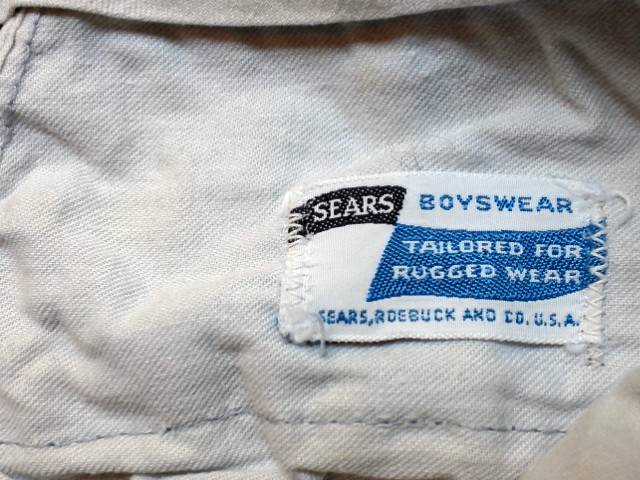 SEARS BOYSWEAR
TAILORED FOR
RUGGED WEAR
SEARS, ROEBUCK AND CO. U.S.A.